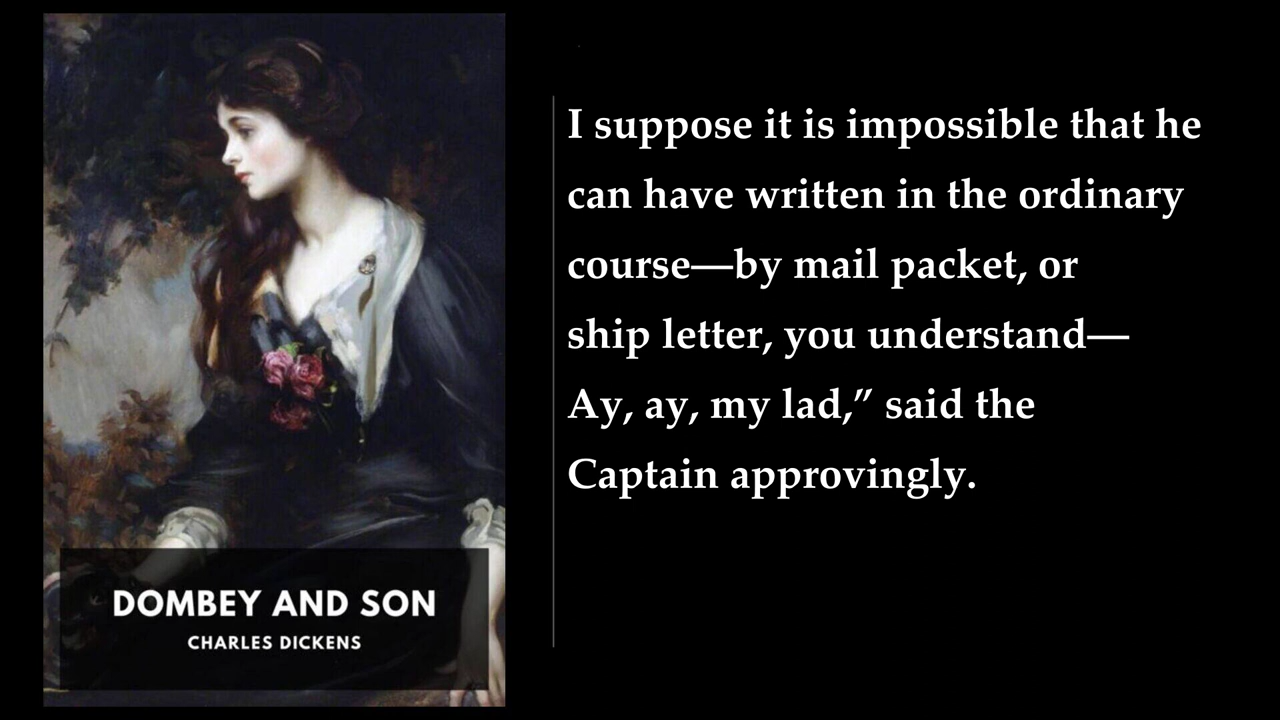 DOMBEY AND SON
CHARLES DICKENS
I suppose it is impossible that he
can have written in the ordinary
course—by mail packet, or
ship letter, you understand—
Ay, ay, my lad,” said the
Captain approvingly.